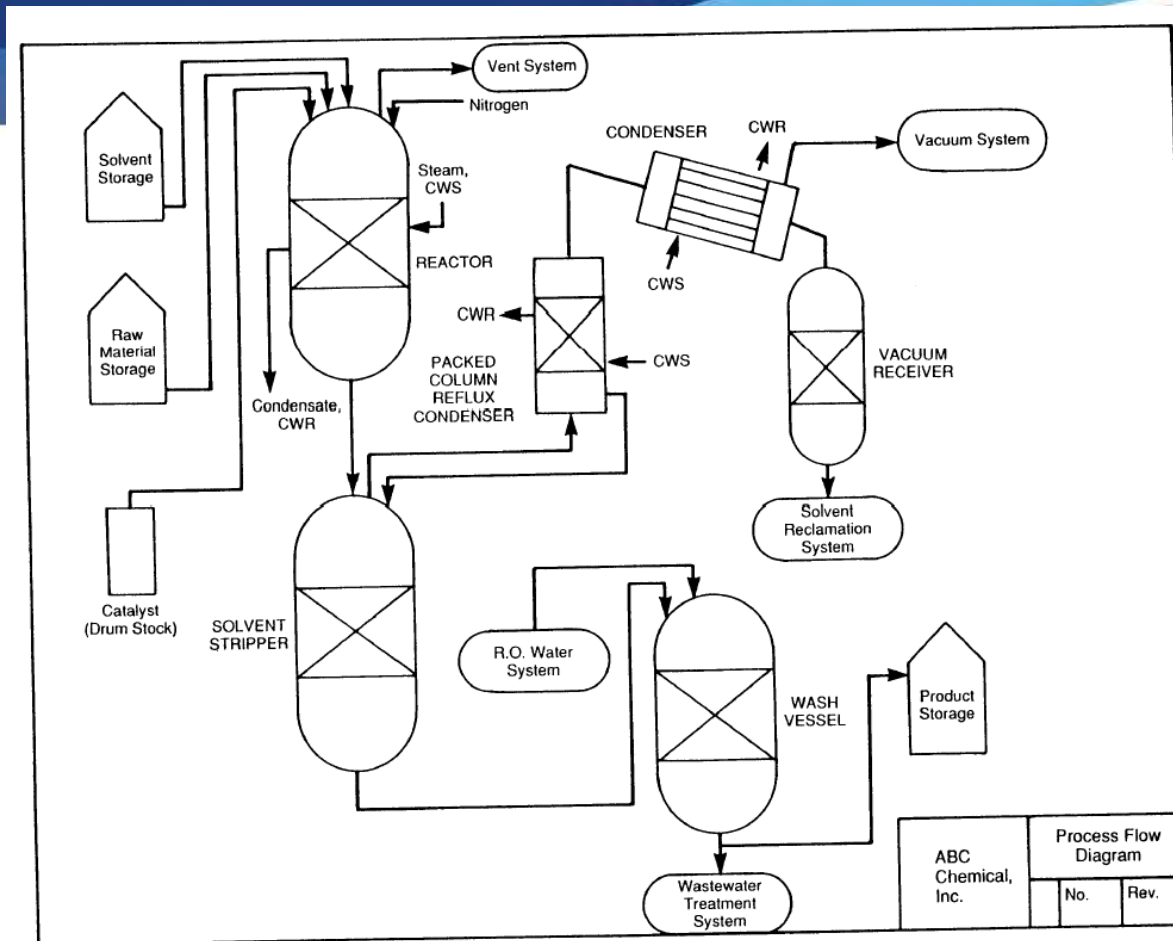 Vent System
Nitrogen
Solvent
Storage
Steam,
CWS
REACTOR
Raw
Material
Storage
Condensate,
CWR
Catalyst
(Drum Stock)
CONDENSER
CWR
Vacuum System
CWS
CWR
CWS
PACKED
COLUMN
REFLUX
CONDENSER
VACUUM
RECEIVER
Solvent
Reclamation
System
SOLVENT
STRIPPER
R.O. Water
System
WASH
VESSEL
Product
Storage
Wastewater
Treatment
System
ABC
Chemical,
Inc.
Process Flow
Diagram
No.
Rev.